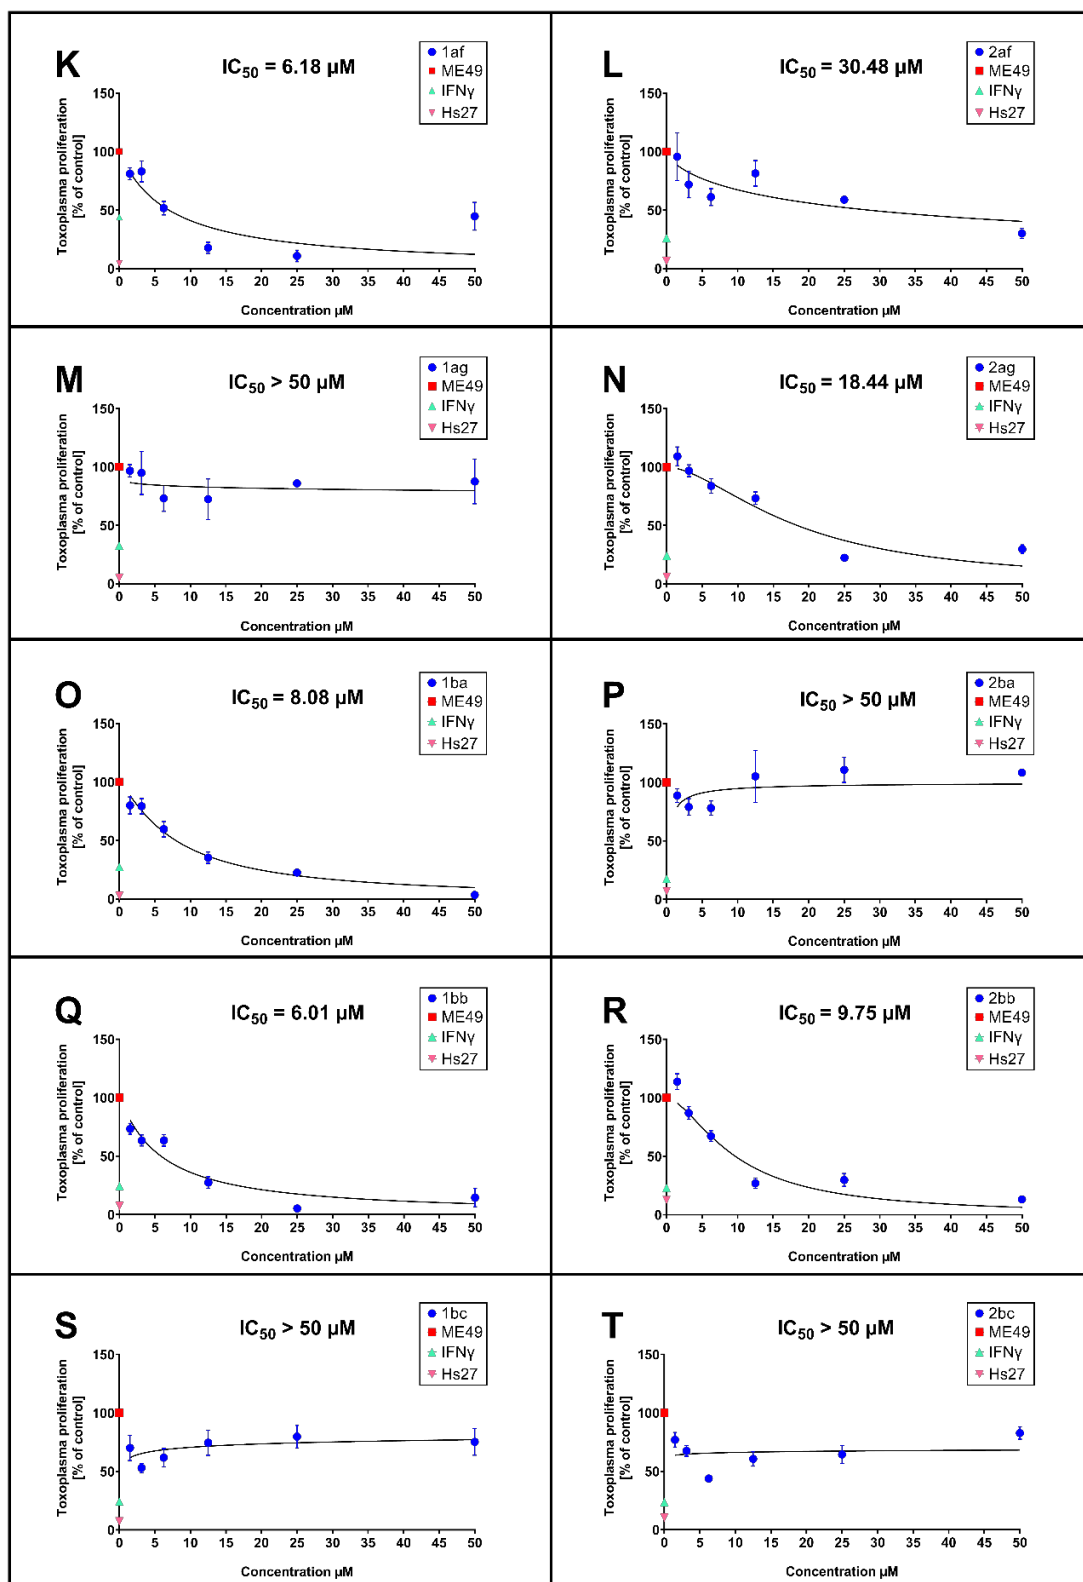 K
IC50 = 6.18 µM
1af
ME49
IFNγ
Hs27
Toxoplasma proliferation
[% of control]
150
100
50
0
0 5 10 15 20 25 30 35 40 45 50
Concentration µM
L
IC50 = 30.48 µM
2af
ME49
IFNγ
Hs27
Toxoplasma proliferation
[% of control]
150
100
50
0
0 5 10 15 20 25 30 35 40 45 50
Concentration µM
M
IC50 > 50 µM
1ag
ME49
IFNγ
Hs27
Toxoplasma proliferation
[% of control]
150
100
50
0
0 5 10 15 20 25 30 35 40 45 50
Concentration µM
N
IC50 = 18.44 µM
2ag
ME49
IFNγ
Hs27
Toxoplasma proliferation
[% of control]
150
100
50
0
0 5 10 15 20 25 30 35 40 45 50
Concentration µM
O
IC50 = 8.08 µM
1ba
ME49
IFNγ
Hs27
Toxoplasma proliferation
[% of control]
150
100
50
0
0 5 10 15 20 25 30 35 40 45 50
Concentration µM
P
IC50 > 50 µM
2ba
ME49
IFNγ
Hs27
Toxoplasma proliferation
[% of control]
150
100
50
0
0 5 10 15 20 25 30 35 40 45 50
Concentration µM
Q
IC50 = 6.01 µM
1bb
ME49
IFNγ
Hs27
Toxoplasma proliferation
[% of control]
150
100
50
0
0 5 10 15 20 25 30 35 40 45 50
Concentration µM
R
IC50 = 9.75 µM
2bb
ME49
IFNγ
Hs27
Toxoplasma proliferation
[% of control]
150
100
50
0
0 5 10 15 20 25 30 35 40 45 50
Concentration µM
S
IC50 > 50 µM
1bc
ME49
IFNγ
Hs27
Toxoplasma proliferation
[% of control]
150
100
50
0
0 5 10 15 20 25 30 35 40 45 50
Concentration µM
T
IC50 > 50 µM
2bc
ME49
IFNγ
Hs27
Toxoplasma proliferation
[% of control]
150
100
50
0
0 5 10 15 20 25 30 35 40 45 50
Concentration µM